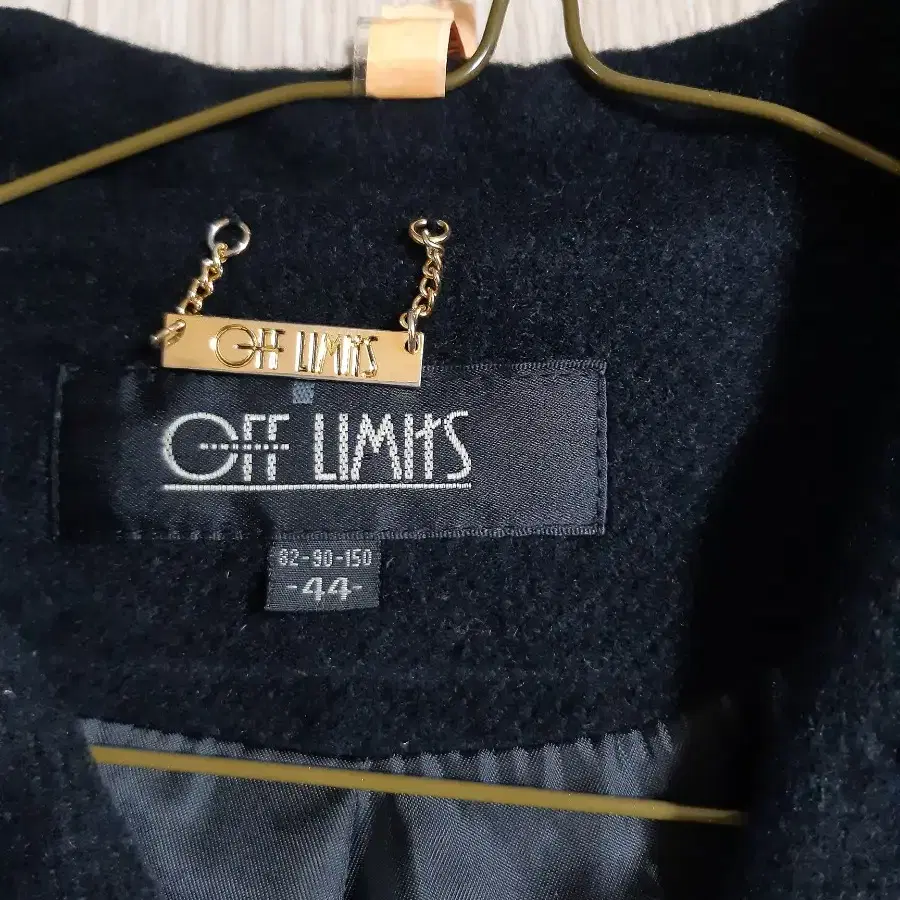 OFF LIMITS
OFF LIMITS
82-90-150
-44-